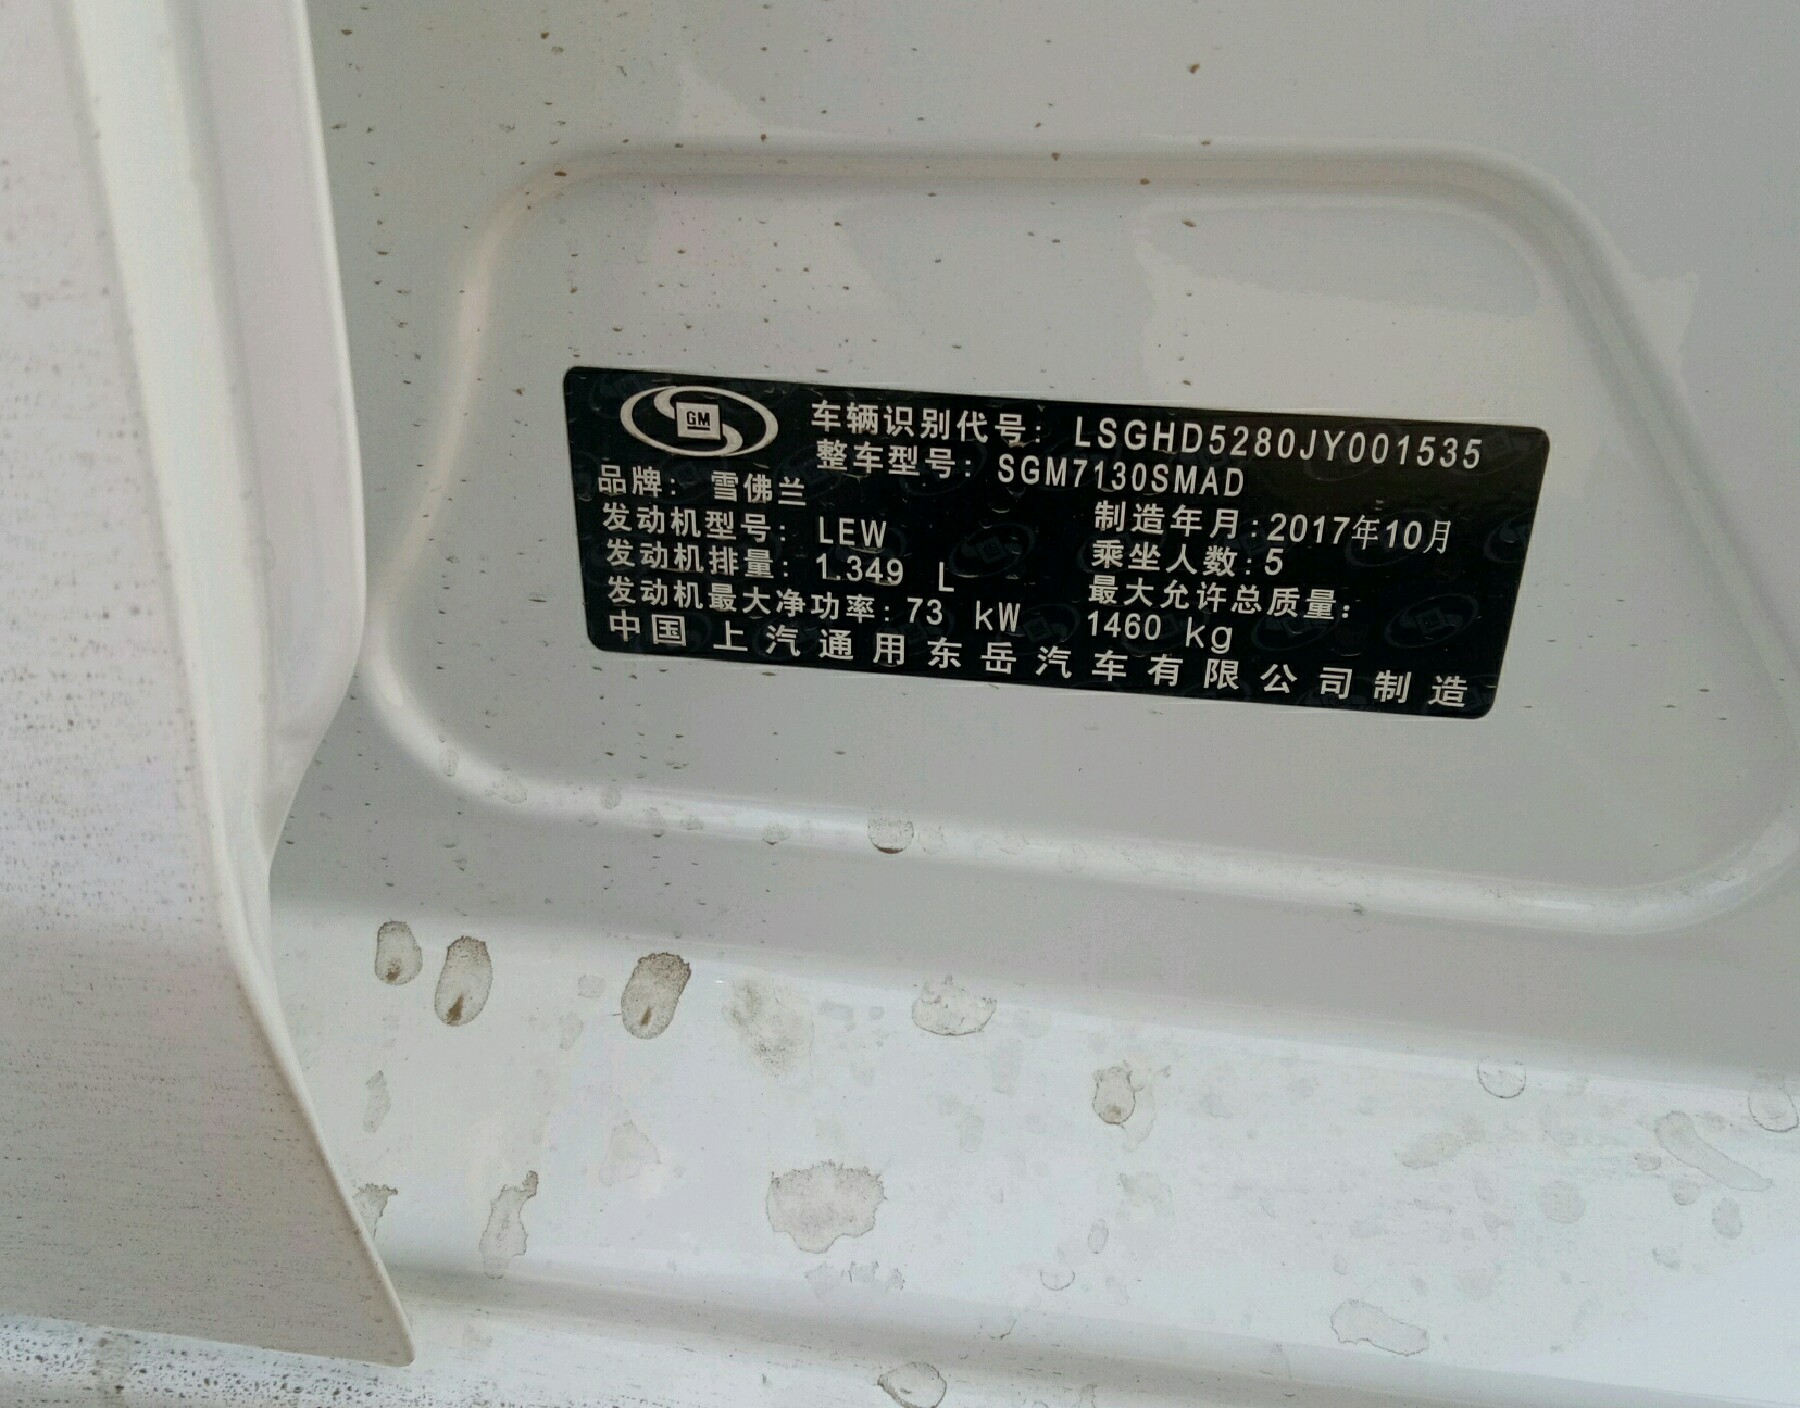 GM
车辆识别代号: LSGHD5280JY001535
整车型号: SGM7130SMAD
品牌: 雪佛兰
发动机型号: LEW
制造年月:2017年10月
发动机排量: 1.349 L
乘坐人数:5
发动机最大净功率:73 kW
最大允许总质量:
1460 kg
中国上汽通用东岳汽车有限公司制造